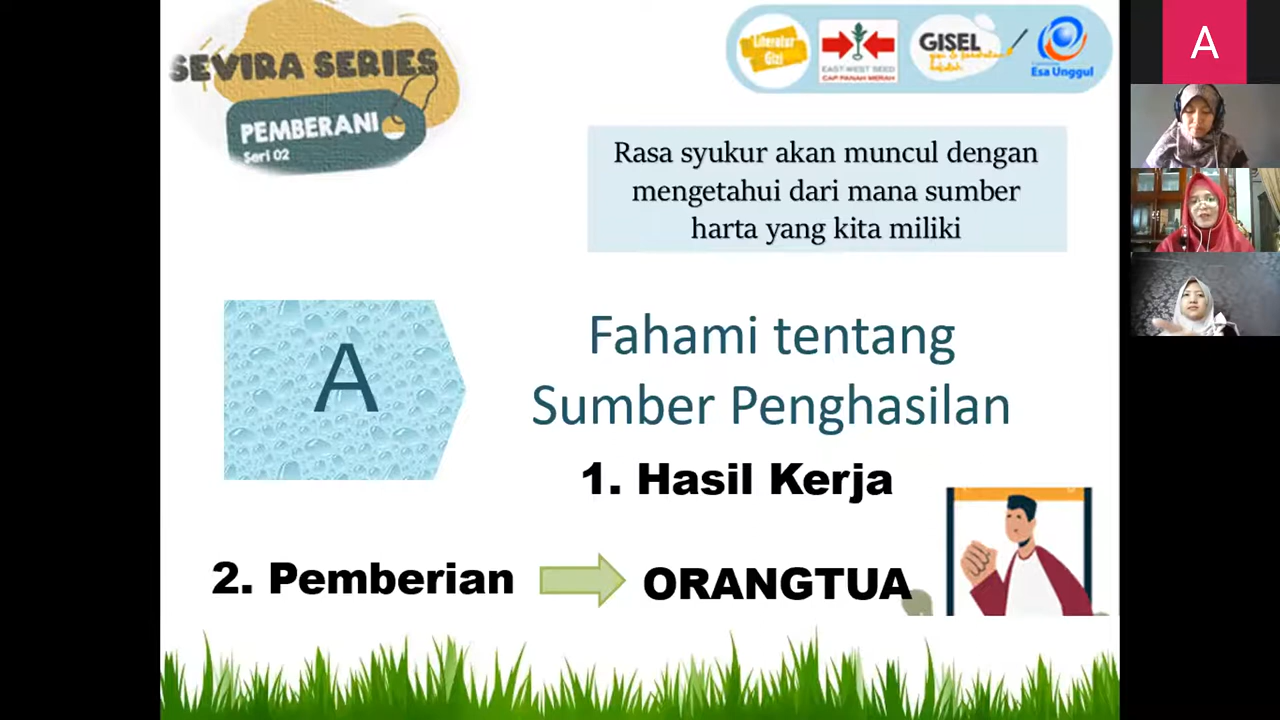 SEVIRA SERIES
PEMBERANI
Seri 02
Literatur
Gizi
EAST WEST SEED
CAP PANAH MERAH
GISEL
Esa Unggul
A
Rasa syukur akan muncul dengan
mengetahui dari mana sumber
harta yang kita miliki
A
Fahami tentang
Sumber Penghasilan
1. Hasil Kerja
2. Pemberian
ORANGTUA